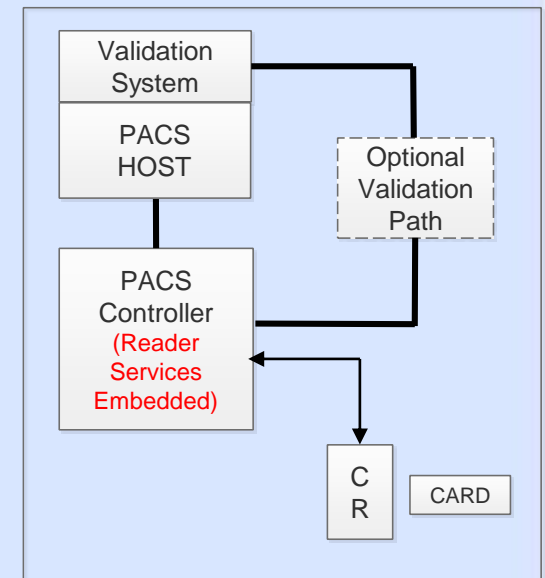 Validation
System
PACS
HOST
Optional
Validation
Path
PACS
Controller
(Reader
Services
Embedded)
C
R
CARD